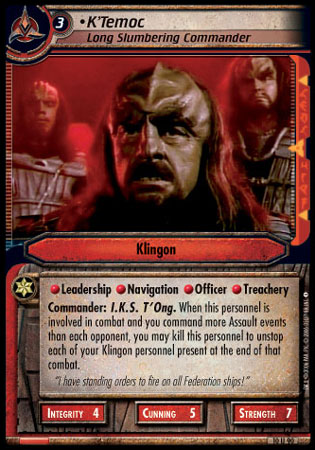 3
•K'Temoc
Long Slumbering Commander
Klingon
•Leadership •Navigation •Officer •Treachery
Commander: I.K.S. T'Ong. When this personnel is
involved in combat and you command more Assault events
than each opponent, you may kill this personnel to unstop
each of your Klingon personnel present at the end of that
combat.
"I have standing orders to fire on all Federation ships!"
INTEGRITY 4
CUNNING 5
STRENGTH 7